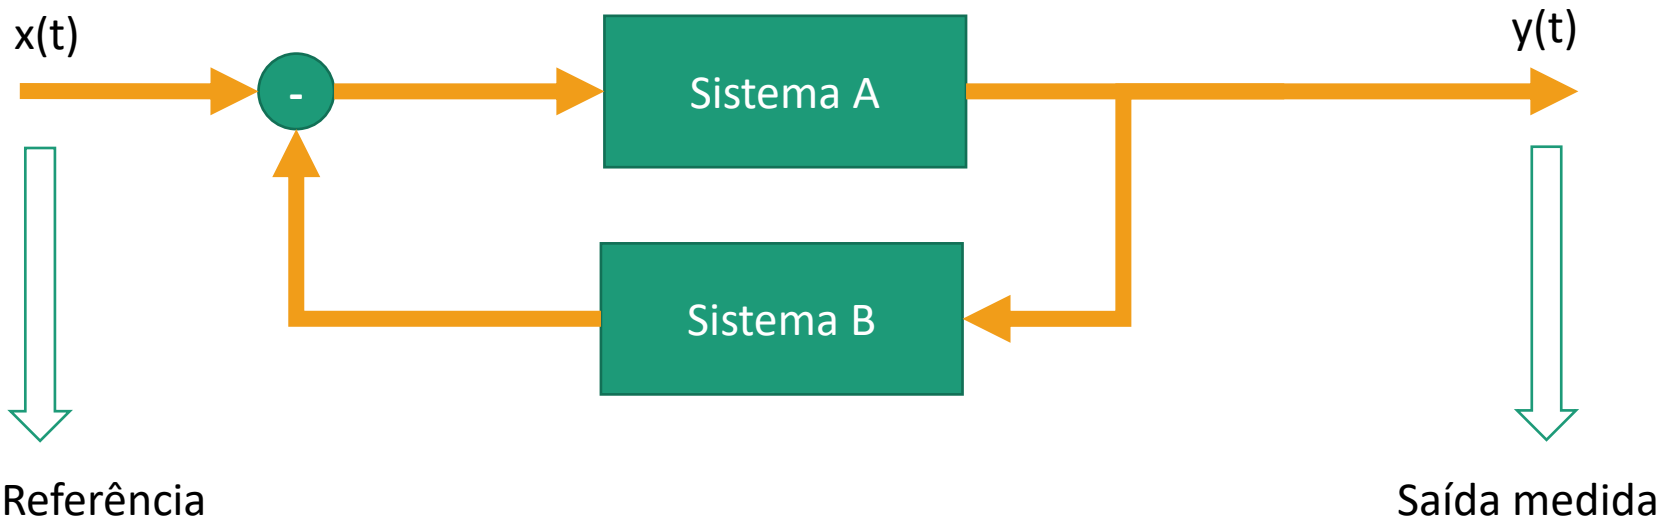 x(t)
y(t)
-
Sistema A
Sistema B
Referência
Saída medida